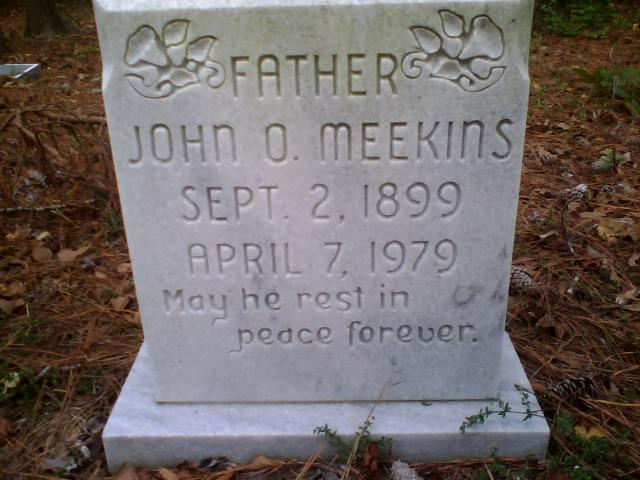 FATHER
JOHN O. MEEKINS
SEPT. 2, 1899
APRIL 7, 1979
May he rest in
peace forever.